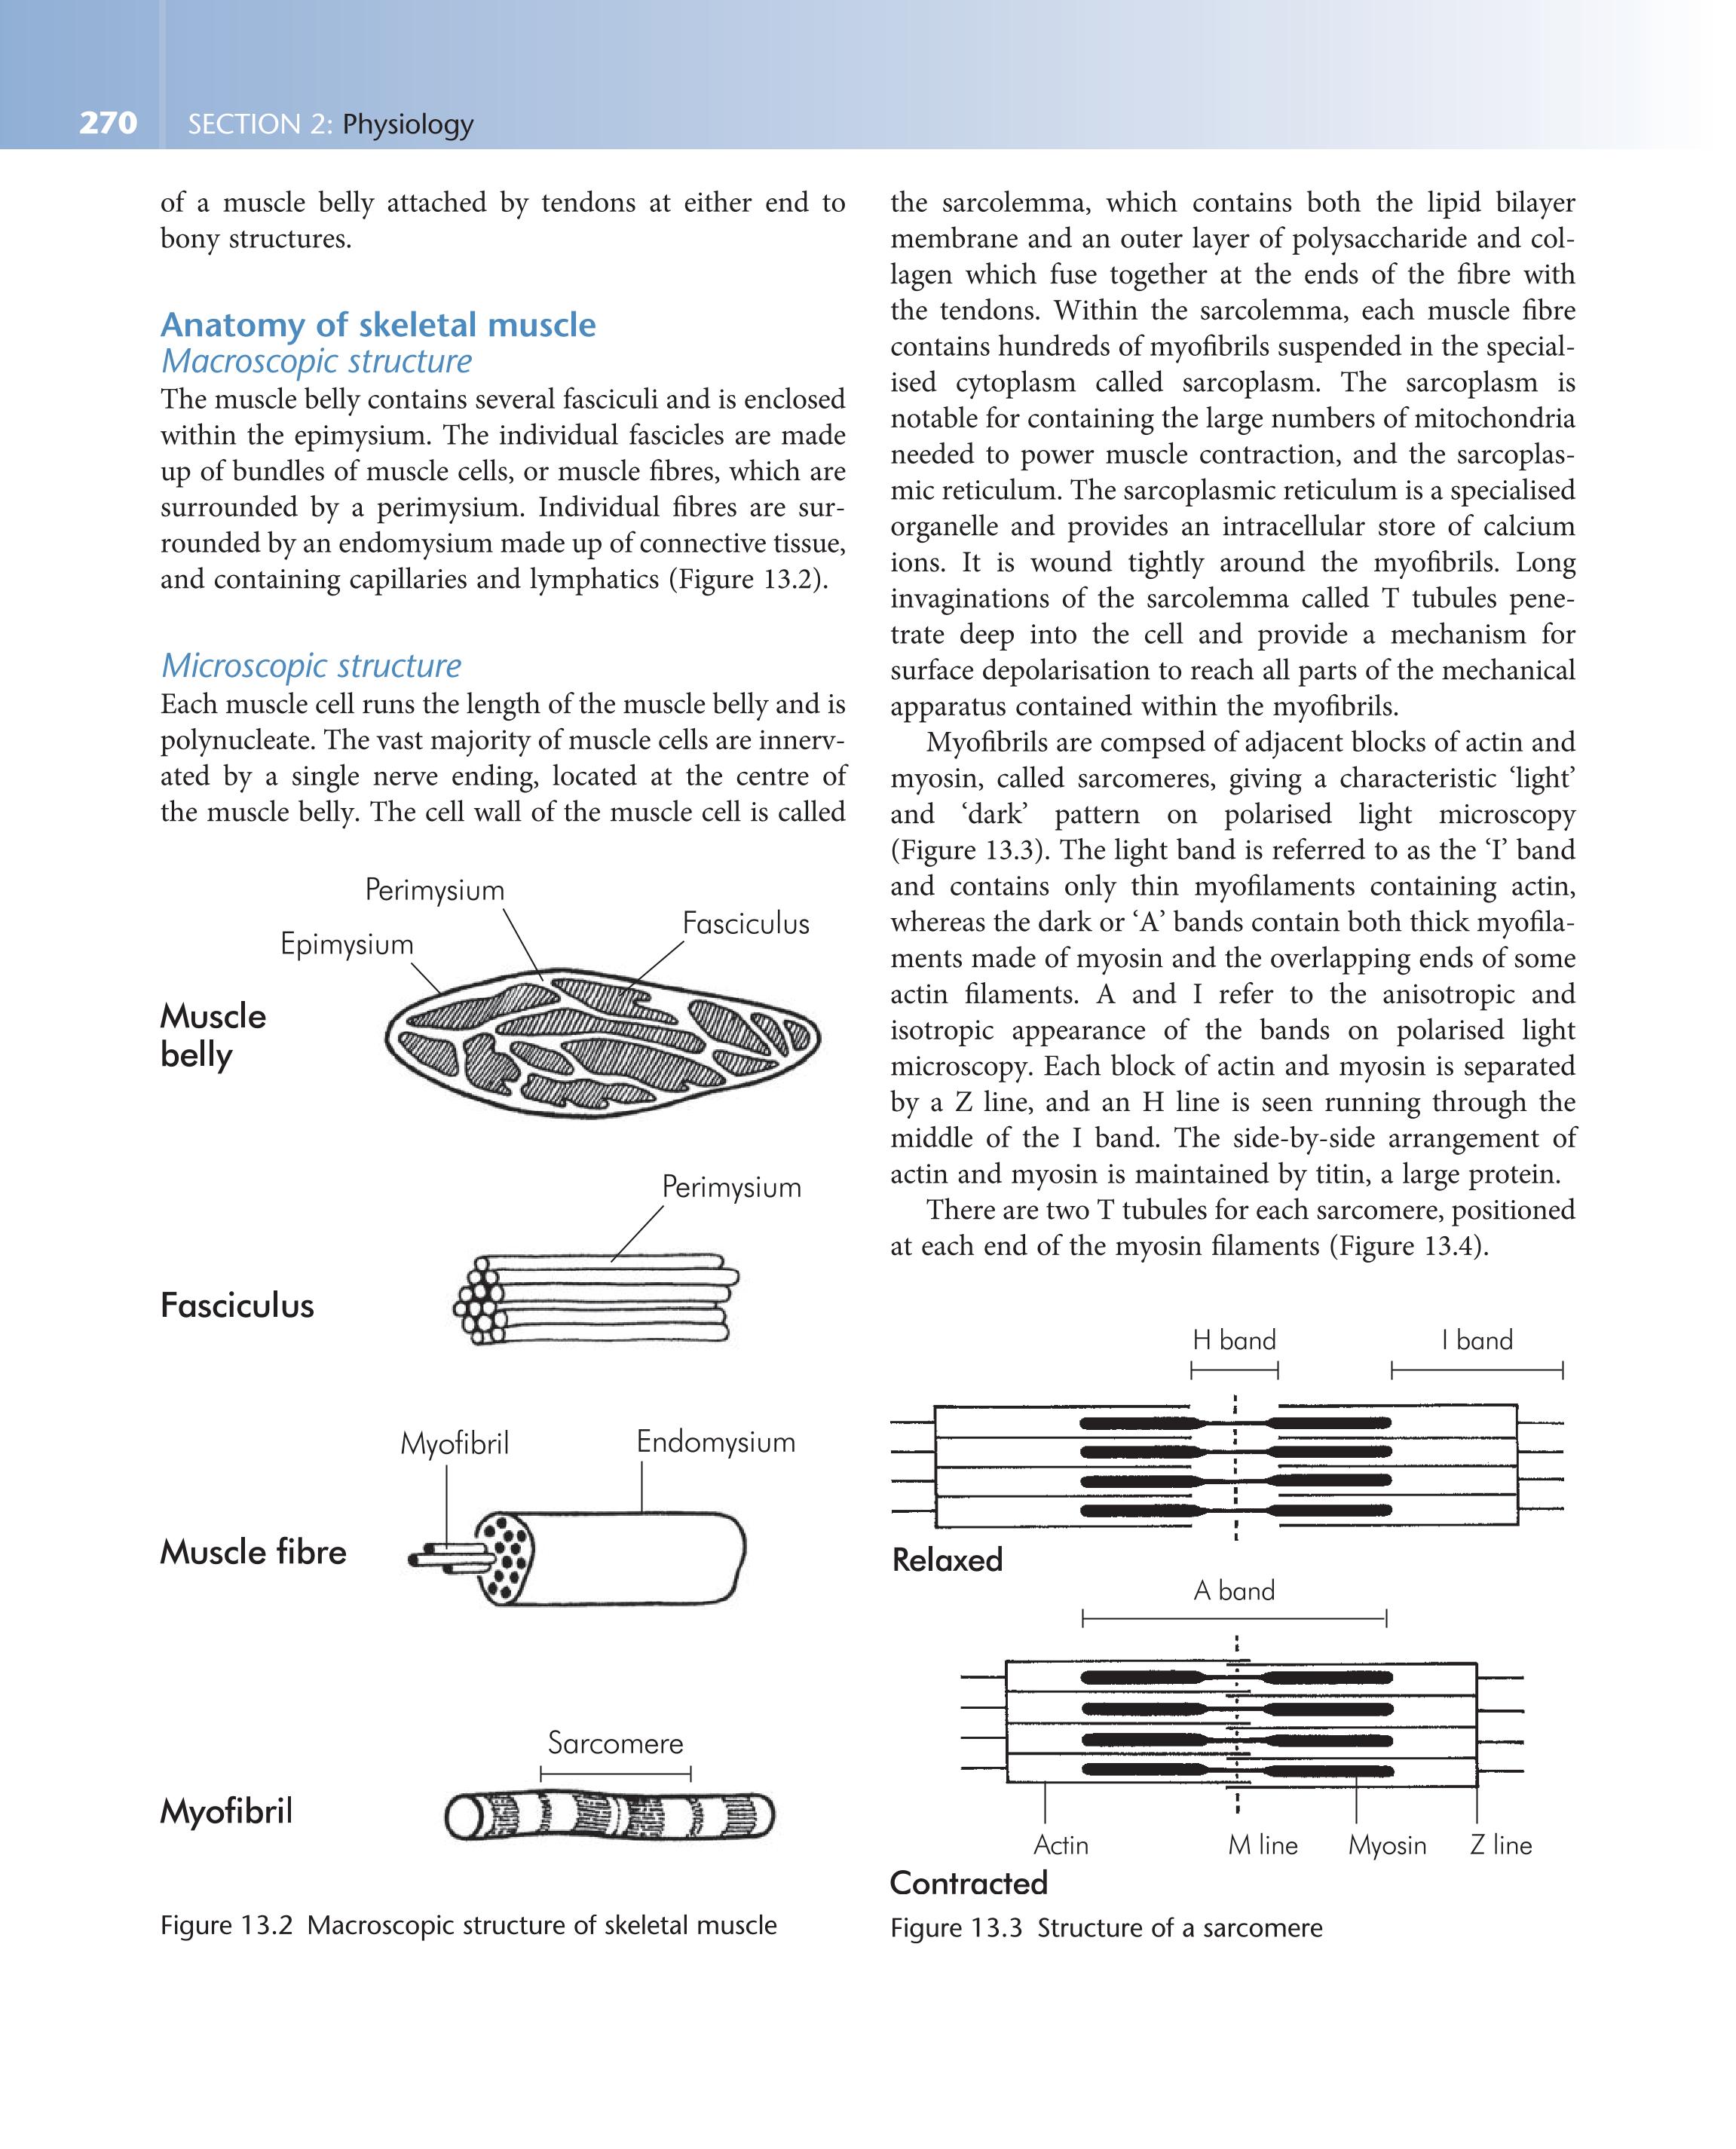 270 SECTION 2: Physiology
of a muscle belly attached by tendons at either end to
bony structures.
Anatomy of skeletal muscle
Macroscopic structure
The muscle belly contains several fasciculi and is enclosed
within the epimysium. The individual fascicles are made
up of bundles of muscle cells, or muscle fibres, which are
surrounded by a perimysium. Individual fibres are sur-
rounded by an endomysium made up of connective tissue,
and containing capillaries and lymphatics (Figure 13.2).
Microscopic structure
Each muscle cell runs the length of the muscle belly and is
polynucleate. The vast majority of muscle cells are innerv-
ated by a single nerve ending, located at the centre of
the muscle belly. The cell wall of the muscle cell is called
Perimysium
Fasciculus
Epimysium
Muscle
belly
Perimysium
Fasciculus
Myofibril
Endomysium
Muscle fibre
Sarcomere
Myofibril
Figure 13.2 Macroscopic structure of skeletal muscle
the sarcolemma, which contains both the lipid bilayer
membrane and an outer layer of polysaccharide and col-
lagen which fuse together at the ends of the fibre with
the tendons. Within the sarcolemma, each muscle fibre
contains hundreds of myofibrils suspended in the special-
ised cytoplasm called sarcoplasm. The sarcoplasm is
notable for containing the large numbers of mitochondria
needed to power muscle contraction, and the sarcoplas-
mic reticulum. The sarcoplasmic reticulum is a specialised
organelle and provides an intracellular store of calcium
ions. It is wound tightly around the myofibrils. Long
invaginations of the sarcolemma called T tubules pene-
trate deep into the cell and provide a mechanism for
surface depolarisation to reach all parts of the mechanical
apparatus contained within the myofibrils.
Myofibrils are compsed of adjacent blocks of actin and
myosin, called sarcomeres, giving a characteristic ‘light’
and ‘dark’ pattern on polarised light microscopy
(Figure 13.3). The light band is referred to as the ‘I’ band
and contains only thin myofilaments containing actin,
whereas the dark or ‘A’ bands contain both thick myofila-
ments made of myosin and the overlapping ends of some
actin filaments. A and I refer to the anisotropic and
isotropic appearance of the bands on polarised light
microscopy. Each block of actin and myosin is separated
by a Z line, and an H line is seen running through the
middle of the I band. The side-by-side arrangement of
actin and myosin is maintained by titin, a large protein.
There are two T tubules for each sarcomere, positioned
at each end of the myosin filaments (Figure 13.4).
H band
I band
Relaxed
A band
Actin
M line
Myosin
Z line
Contracted
Figure 13.3 Structure of a sarcomere